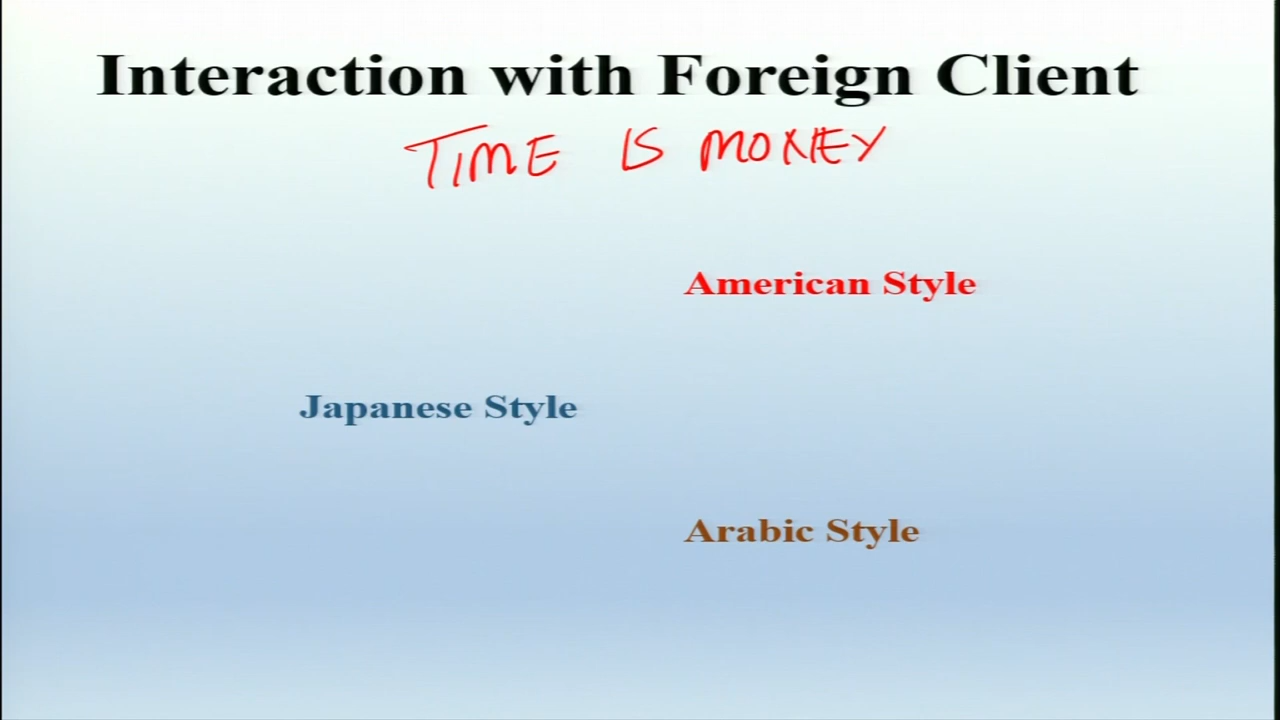 Interaction with Foreign Client
TIME IS MONEY
American Style
Japanese Style
Arabic Style